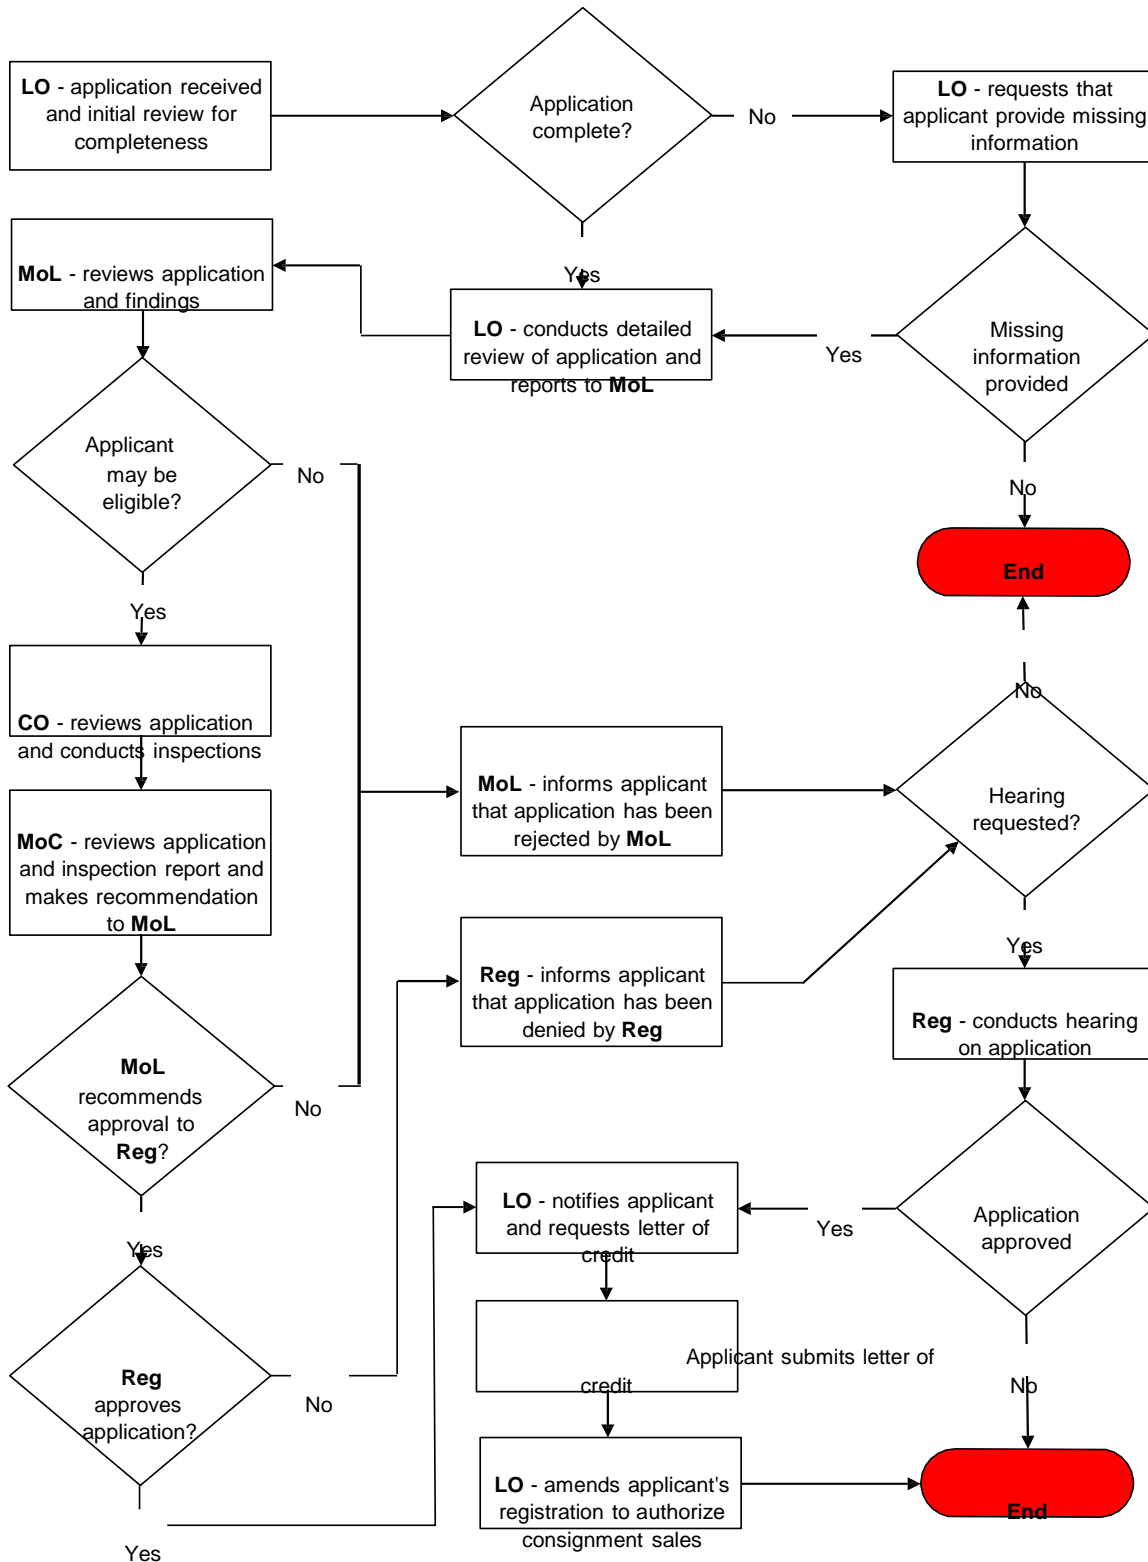 LO - application received
and initial review for
completeness
Application
complete?
No
LO - requests that
applicant provide missing
information
MoL - reviews application
and findings
Yes
LO - conducts detailed
review of application and
reports to MoL
Yes
Missing
information
provided
Applicant
may be
eligible?
No
No
End
Yes
No
CO - reviews application
and conducts inspections
MoL - informs applicant
that application has been
rejected by MoL
Hearing
requested?
MoC - reviews application
and inspection report and
makes recommendation
to MoL
Yes
Reg - informs applicant
that application has been
denied by Reg
Reg - conducts hearing
on application
MoL
recommends
approval to
Reg?
No
LO - notifies applicant
and requests letter of
credit
Yes
Application
approved
Yes
Applicant submits letter of
credit
Reg
approves
application?
No
No
LO - amends applicant's
registration to authorize
consignment sales
End
Yes